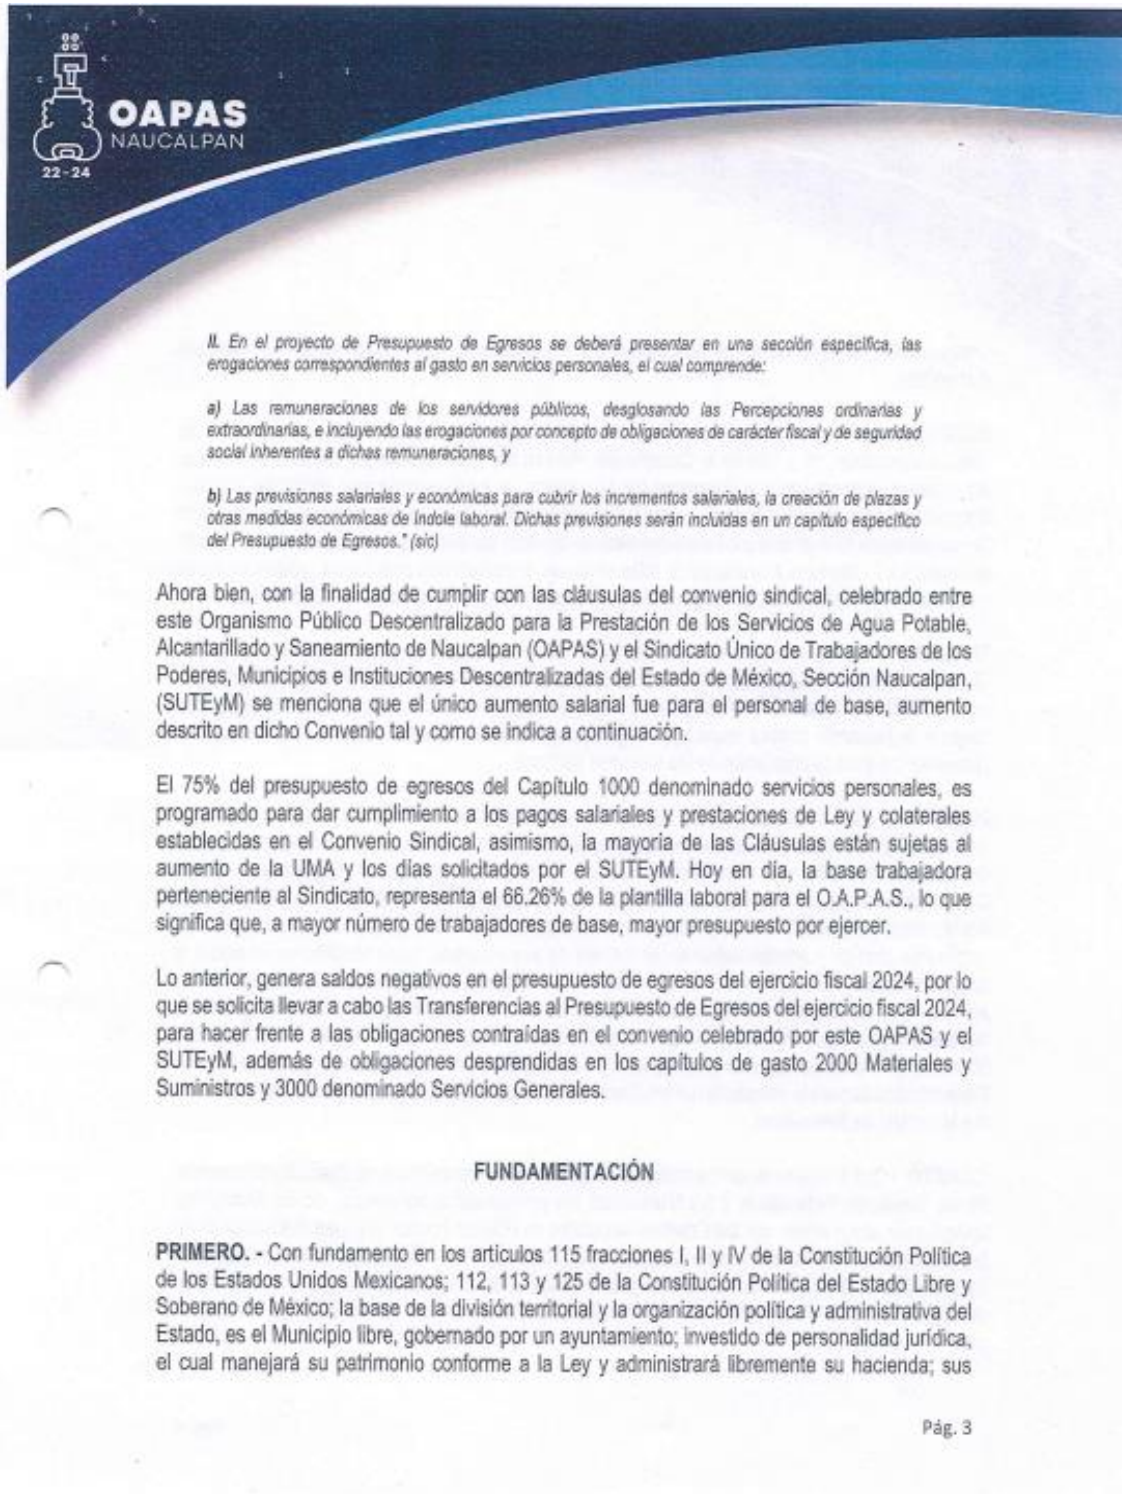 OAPAS
NAUCALPAN
22-24
II. En el proyecto de Presupuesto de Egresos se deberá presentar en una sección específica, las
erogaciones correspondientes al gasto en servicios personales, el cual comprende:
a) Las remuneraciones de los servidores públicos, desglosando las Percepciones ordinarias y
extraordinarias, e incluyendo las erogaciones por concepto de obligaciones de carácter fiscal y de seguridad
social inherentes a dichas remuneraciones, y
b) Las previsiones salariales y económicas para cubrir los incrementos salariales, la creación de plazas y
otras medidas económicas de índole laboral. Dichas previsiones serán incluidas en un capítulo específico
del Presupuesto de Egresos." (sic)
Ahora bien, con la finalidad de cumplir con las cláusulas del convenio sindical, celebrado entre
este Organismo Público Descentralizado para la Prestación de los Servicios de Agua Potable,
Alcantarillado y Saneamiento de Naucalpan (OAPAS) y el Sindicato Único de Trabajadores de los
Poderes, Municipios e Instituciones Descentralizadas del Estado de México, Sección Naucalpan,
(SUTEyM) se menciona que el único aumento salarial fue para el personal de base, aumento
descrito en dicho Convenio tal y como se indica a continuación.
El 75% del presupuesto de egresos del Capítulo 1000 denominado servicios personales, es
programado para dar cumplimiento a los pagos salariales y prestaciones de Ley y colaterales
establecidas en el Convenio Sindical, asimismo, la mayoría de las Cláusulas están sujetas al
aumento de la UMA y los días solicitados por el SUTEyM. Hoy en día, la base trabajadora
perteneciente al Sindicato, representa el 66.26% de la plantilla laboral para el O.A.P.A.S., lo que
significa que, a mayor número de trabajadores de base, mayor presupuesto por ejercer.
Lo anterior, genera saldos negativos en el presupuesto de egresos del ejercicio fiscal 2024, por lo
que se solicita llevar a cabo las Transferencias al Presupuesto de Egresos del ejercicio fiscal 2024,
para hacer frente a las obligaciones contraídas en el convenio celebrado por este OAPAS y el
SUTEyM, además de obligaciones desprendidas en los capítulos de gasto 2000 Materiales y
Suministros y 3000 denominado Servicios Generales.
FUNDAMENTACIÓN
PRIMERO. - Con fundamento en los artículos 115 fracciones I, II y IV de la Constitución Política
de los Estados Unidos Mexicanos; 112, 113 y 125 de la Constitución Política del Estado Libre y
Soberano de México; la base de la división territorial y la organización política y administrativa del
Estado, es el Municipio libre, gobernado por un ayuntamiento; investido de personalidad jurídica,
el cual manejará su patrimonio conforme a la Ley y administrará libremente su hacienda; sus
Pág. 3